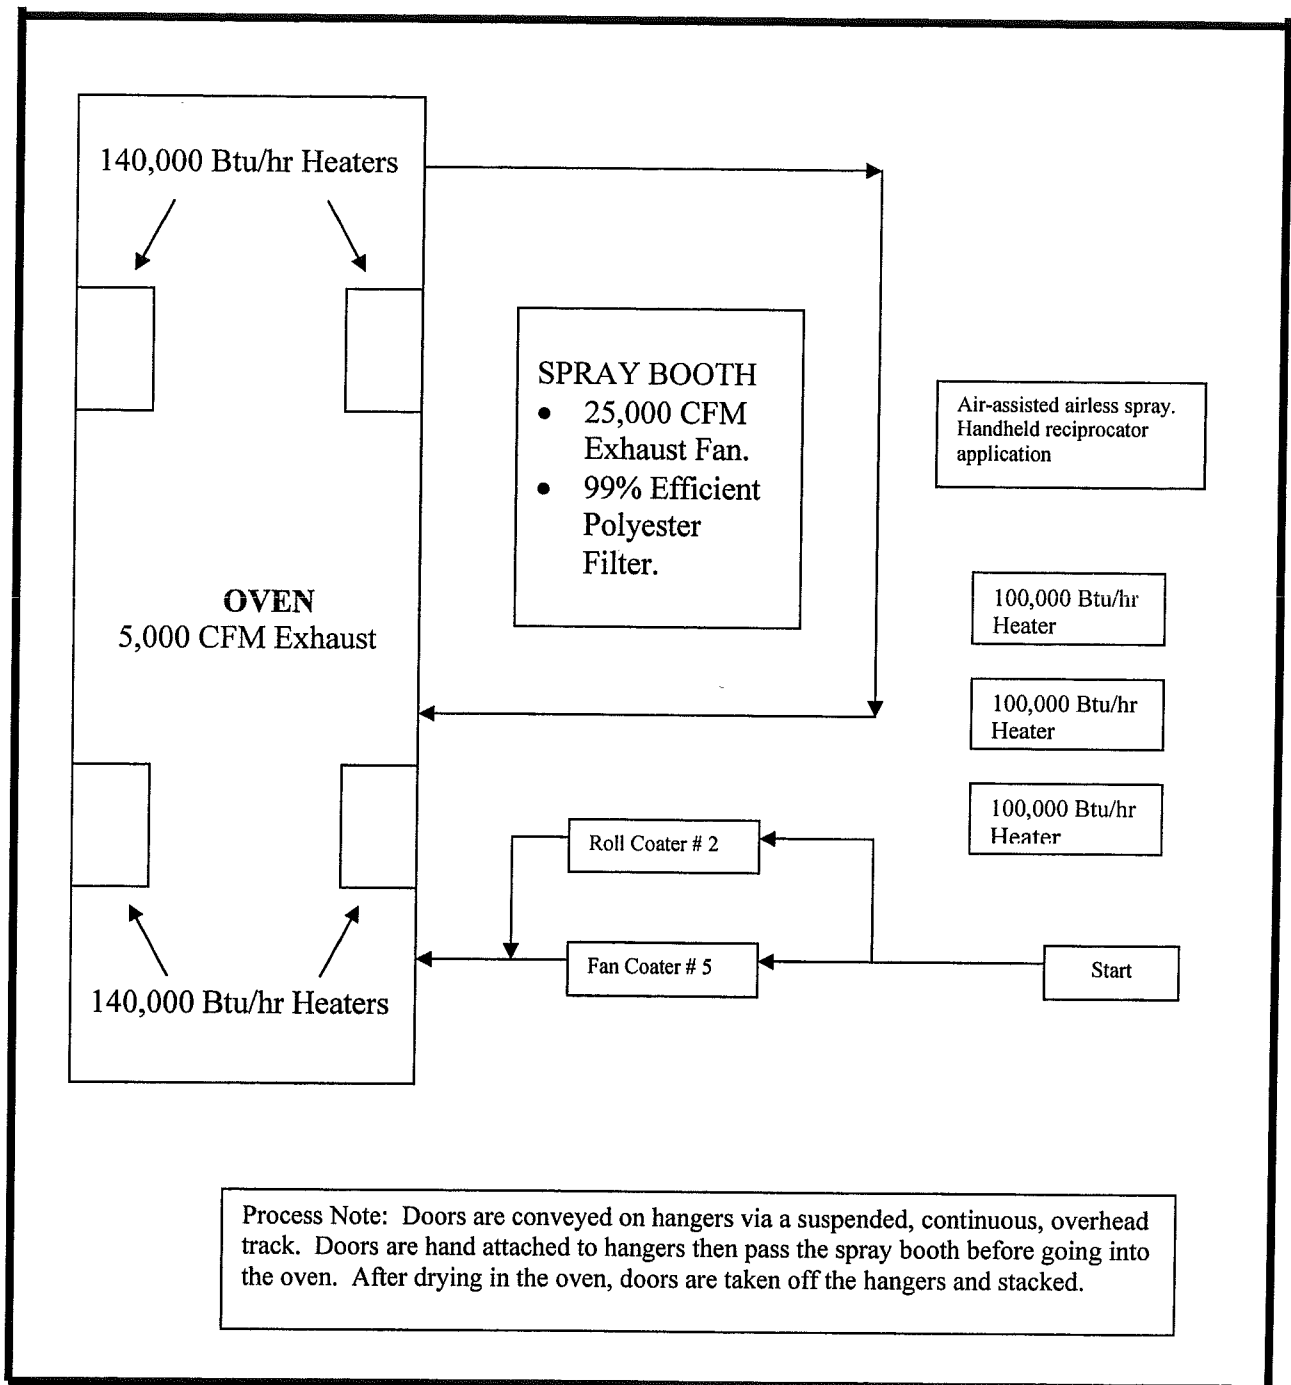 140,000 Btu/hr Heaters
SPRAY BOOTH
• 25,000 CFM
Exhaust Fan.
• 99% Efficient
Polyester
Filter.
Air-assisted airless spray.
Handheld reciprocator
application
OVEN
5,000 CFM Exhaust
100,000 Btu/hr
Heater
100,000 Btu/hr
Heater
100,000 Btu/hr
Heater
Roll Coater # 2
Fan Coater # 5
Start
140,000 Btu/hr Heaters
Process Note: Doors are conveyed on hangers via a suspended, continuous, overhead
track. Doors are hand attached to hangers then pass the spray booth before going into
the oven. After drying in the oven, doors are taken off the hangers and stacked.